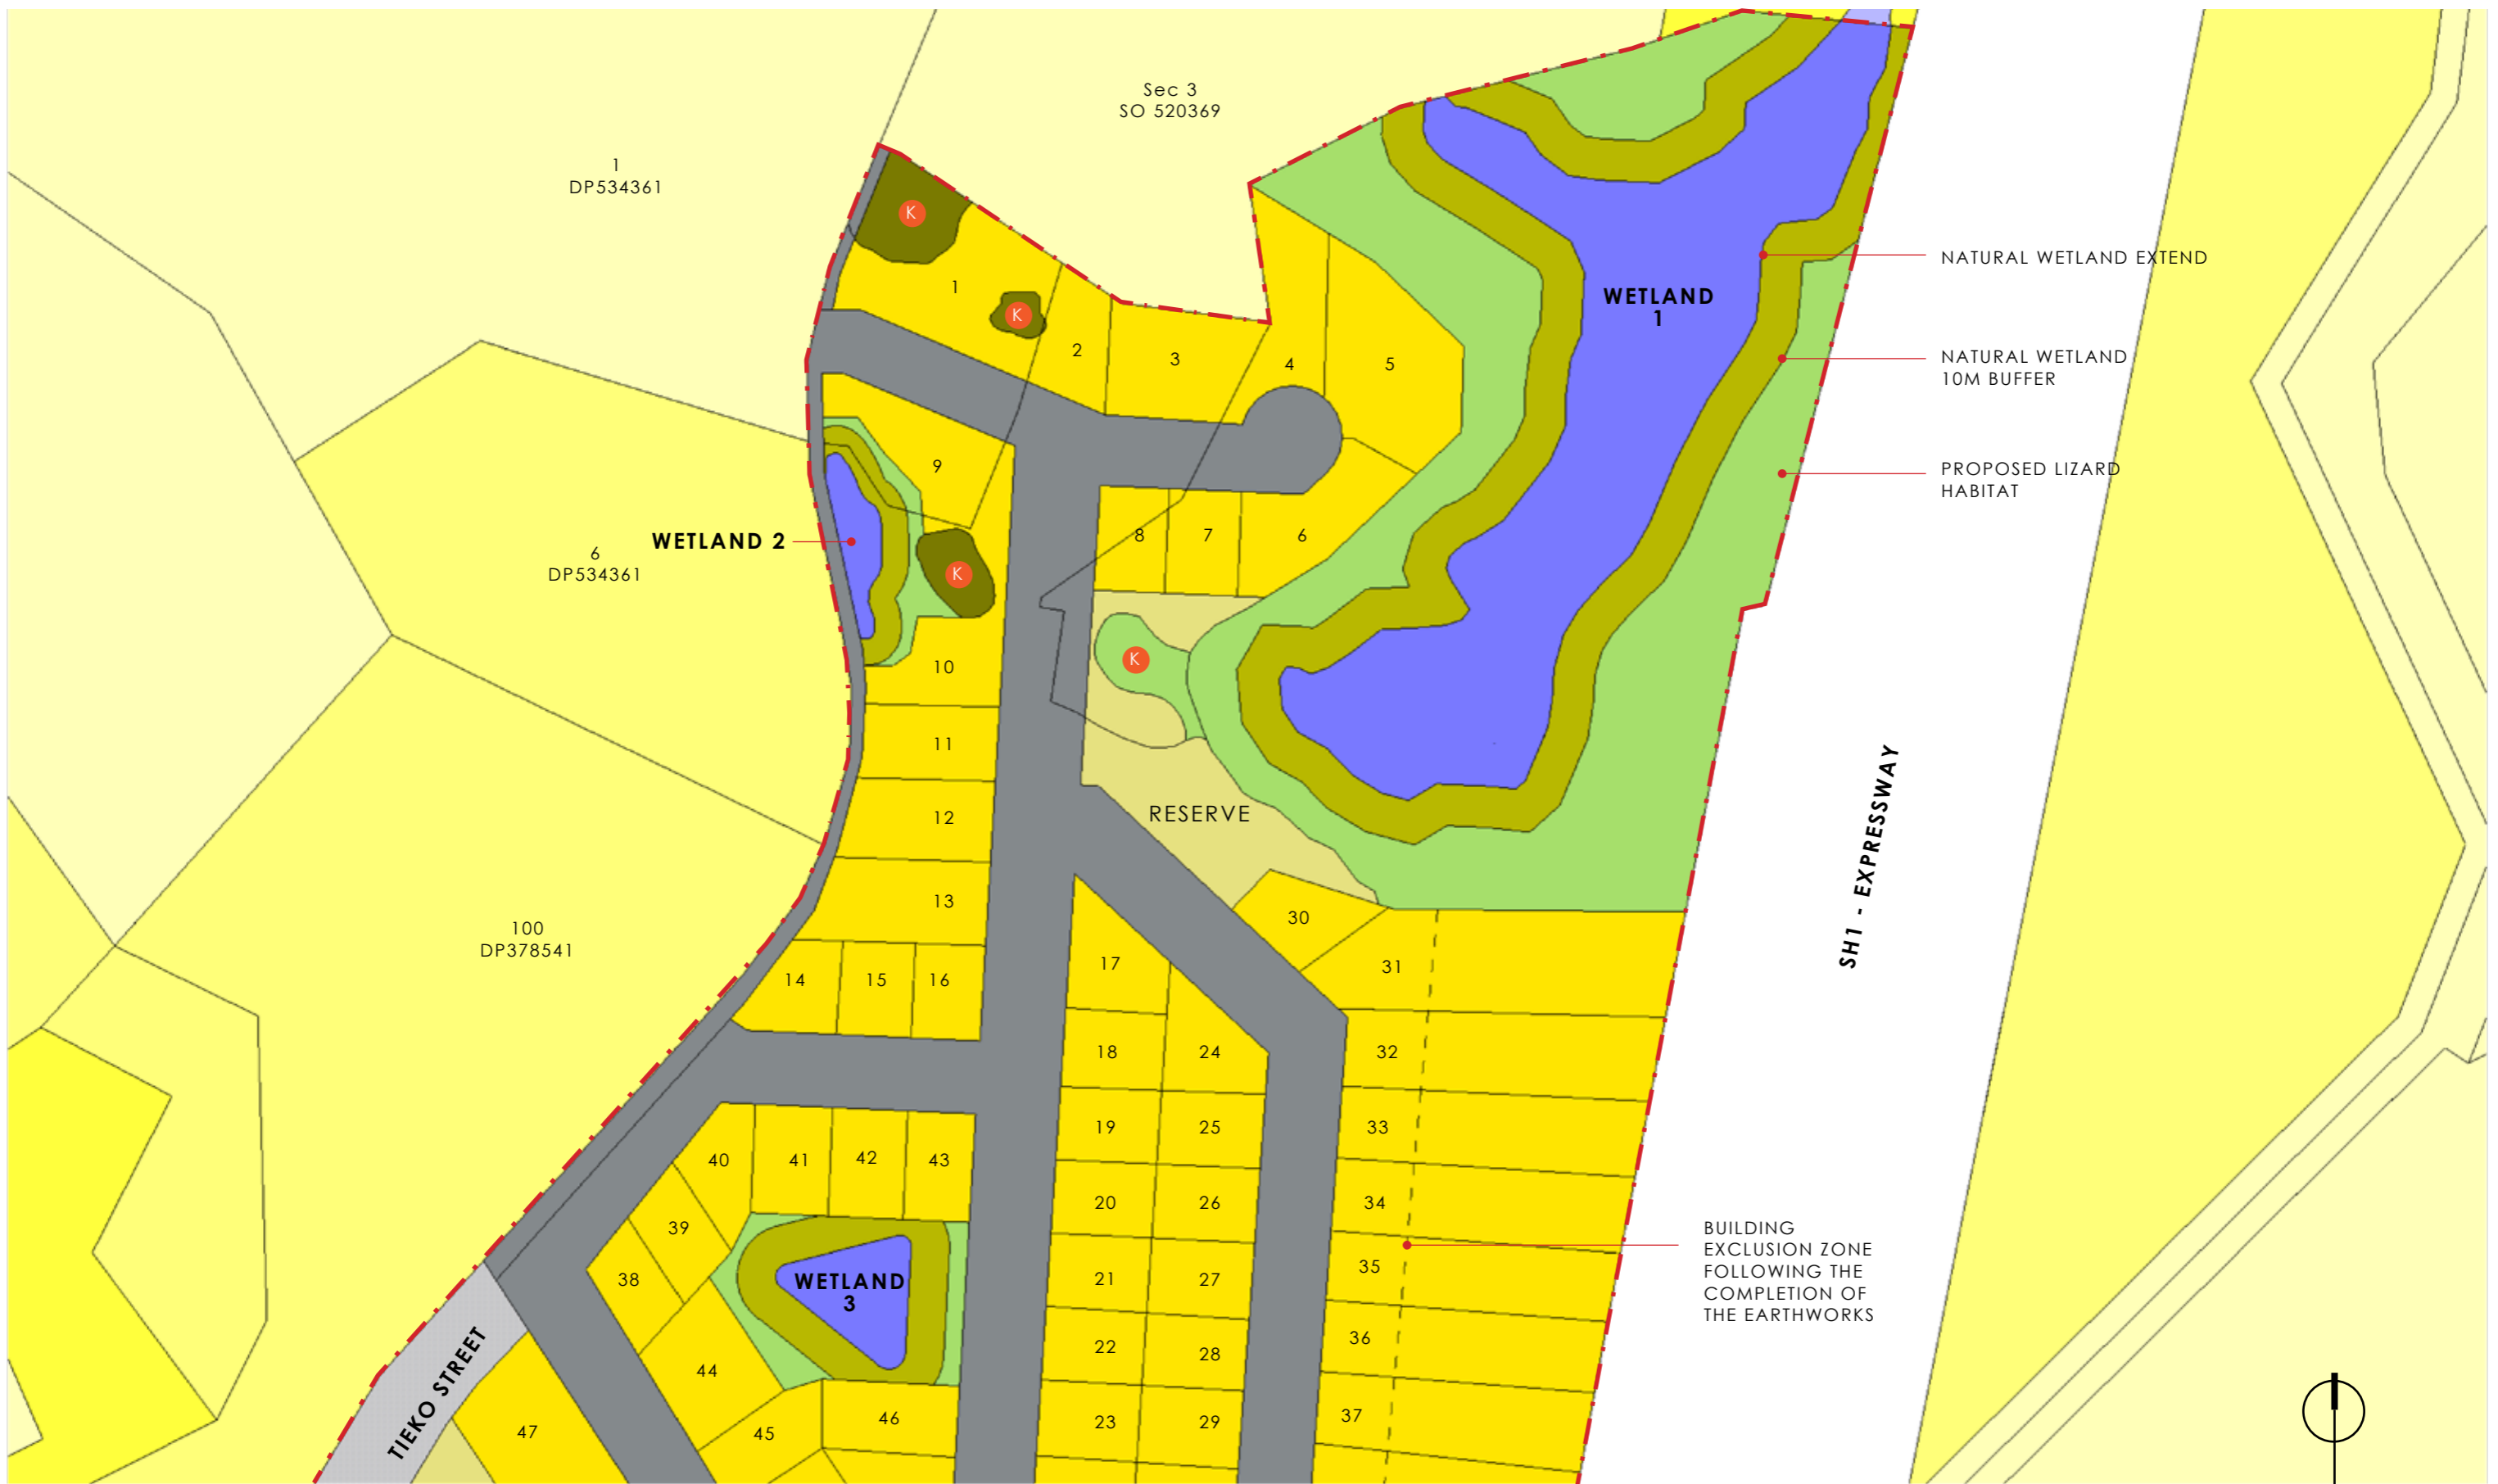 Sec 3
SO 520369
1
DP534361
K
1
K
2
3
4
5
WETLAND
1
NATURAL WETLAND EXTEND
NATURAL WETLAND
10M BUFFER
PROPOSED LIZARD
HABITAT
9
8
7
6
WETLAND 2
6
DP534361
K
K
10
11
12
13
RESERVE
SH1 - EXPRESSWAY
100
DP378541
14
15
16
17
30
31
18
24
32
19
25
33
40
41
42
43
20
26
34
39
38
WETLAND
3
21
27
35
BUILDING
EXCLUSION ZONE
FOLLOWING THE
COMPLETION OF
THE EARTHWORKS
22
28
36
44
TIEKO STREET
47
45
46
23
29
37